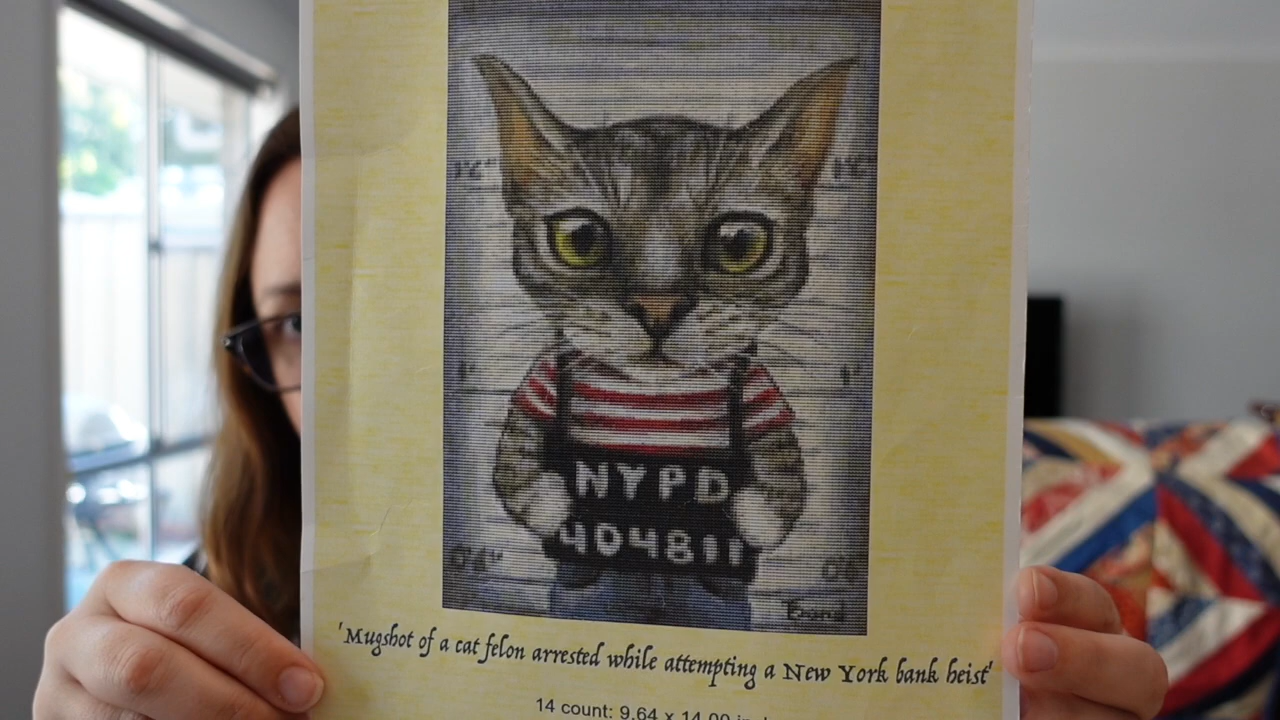 NYPD
404811
'Mugshot of a cat felon arrested while attempting a New York bank heist'
14 count: 9.64 x 14.00